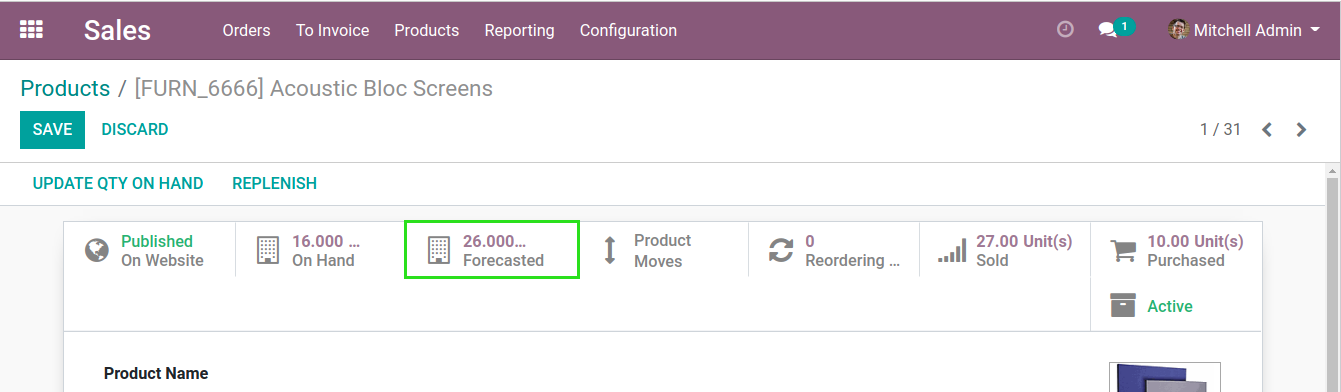 Sales Orders To Invoice Products Reporting Configuration 1 Mitchell Admin
Products / [FURN_6666] Acoustic Bloc Screens
SAVE DISCARD 1 / 31
UPDATE QTY ON HAND REPLENISH
Published
On Website
16.000 ...
On Hand
26.000...
Forecasted
Product
Moves
0
Reordering ...
27.00 Unit(s)
Sold
10.00 Unit(s)
Purchased
Active
Product Name